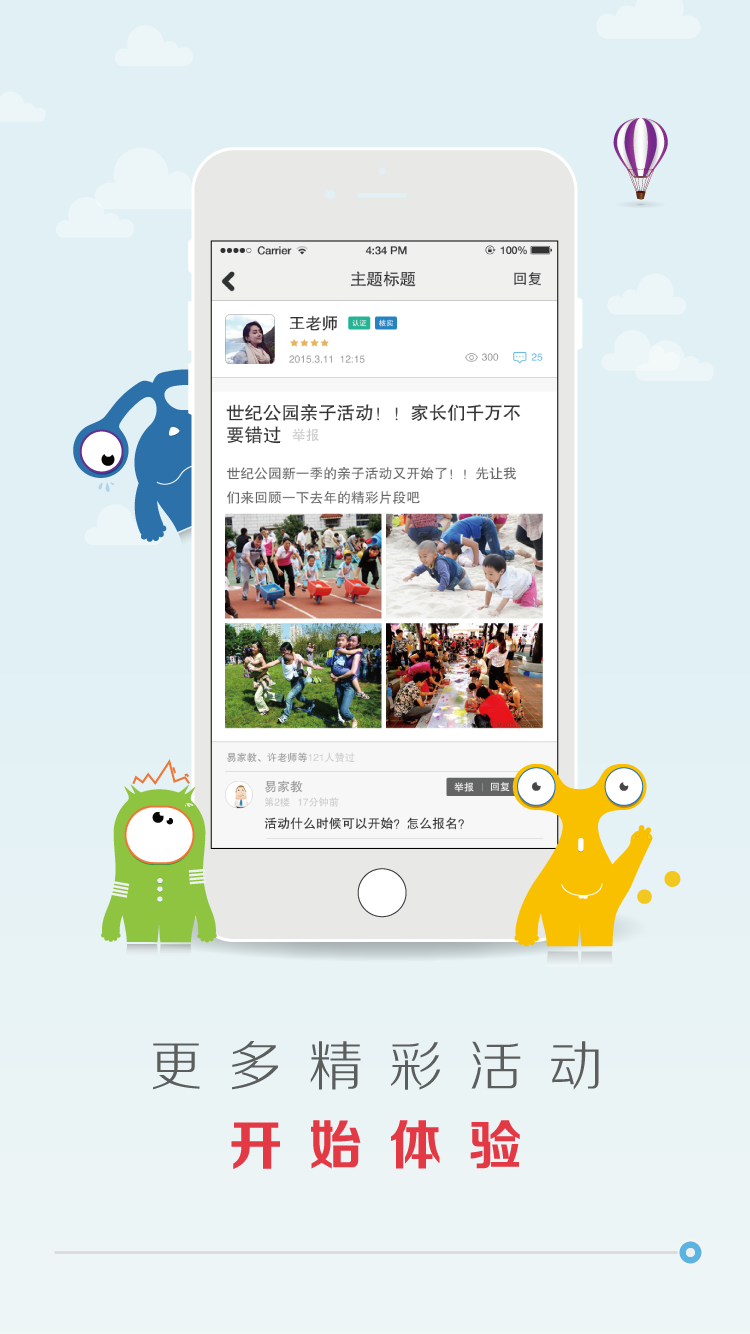 Carrier 4:34 PM 100%
主题标题 回复
王老师 认证 核实
2015.3.11 12:15 300 25
世纪公园亲子活动！！家长们千万不
要错过 举报
世纪公园新一季的亲子活动又开始了！！先让我
们来回顾一下去年的精彩片段吧
易家教、许老师等121人赞过
易家教 举报 回复
第2楼 17分钟前
活动什么时候可以开始？怎么报名？
更多精彩活动
开始体验